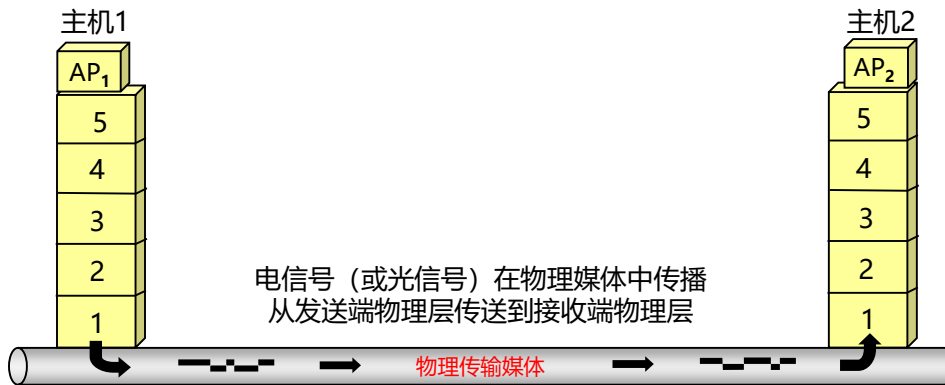 主机1
主机2
AP1
AP2
5
5
4
4
3
3
2
2
电信号（或光信号）在物理媒体中传播
从发送端物理层传送到接收端物理层
1
1
物理传输媒体